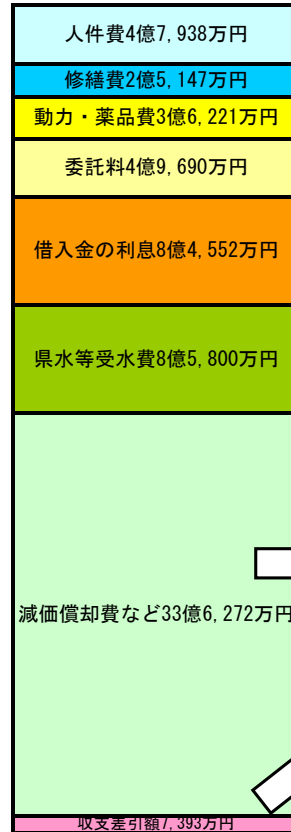 人件費4億7,938万円
修繕費2億5,147万円
動力・薬品費3億6,221万円
委託料4億9,690万円
借入金の利息8億4,552万円
県水等受水費8億5,800万円
減価償却費など33億6,272万円
収支差引額7,393万円